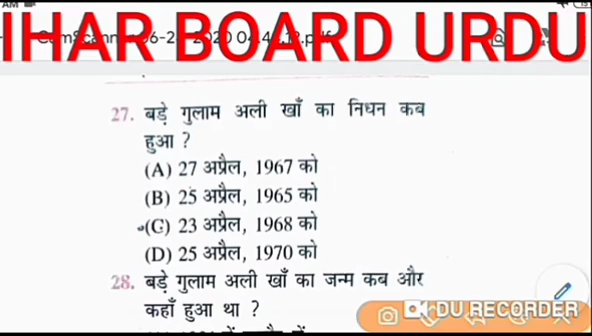 AM
IHAR BOARD URDU
27. बड़े गुलाम अली खाँ का निधन कब
हुआ ?
(A) 27 अप्रैल, 1967 को
(B) 25 अप्रैल, 1965 को
(C) 23 अप्रैल, 1968 को
(D) 25 अप्रैल, 1970 को
28. बड़े गुलाम अली खाँ का जन्म कब और
कहाँ हुआ था ?
DU RECORDER